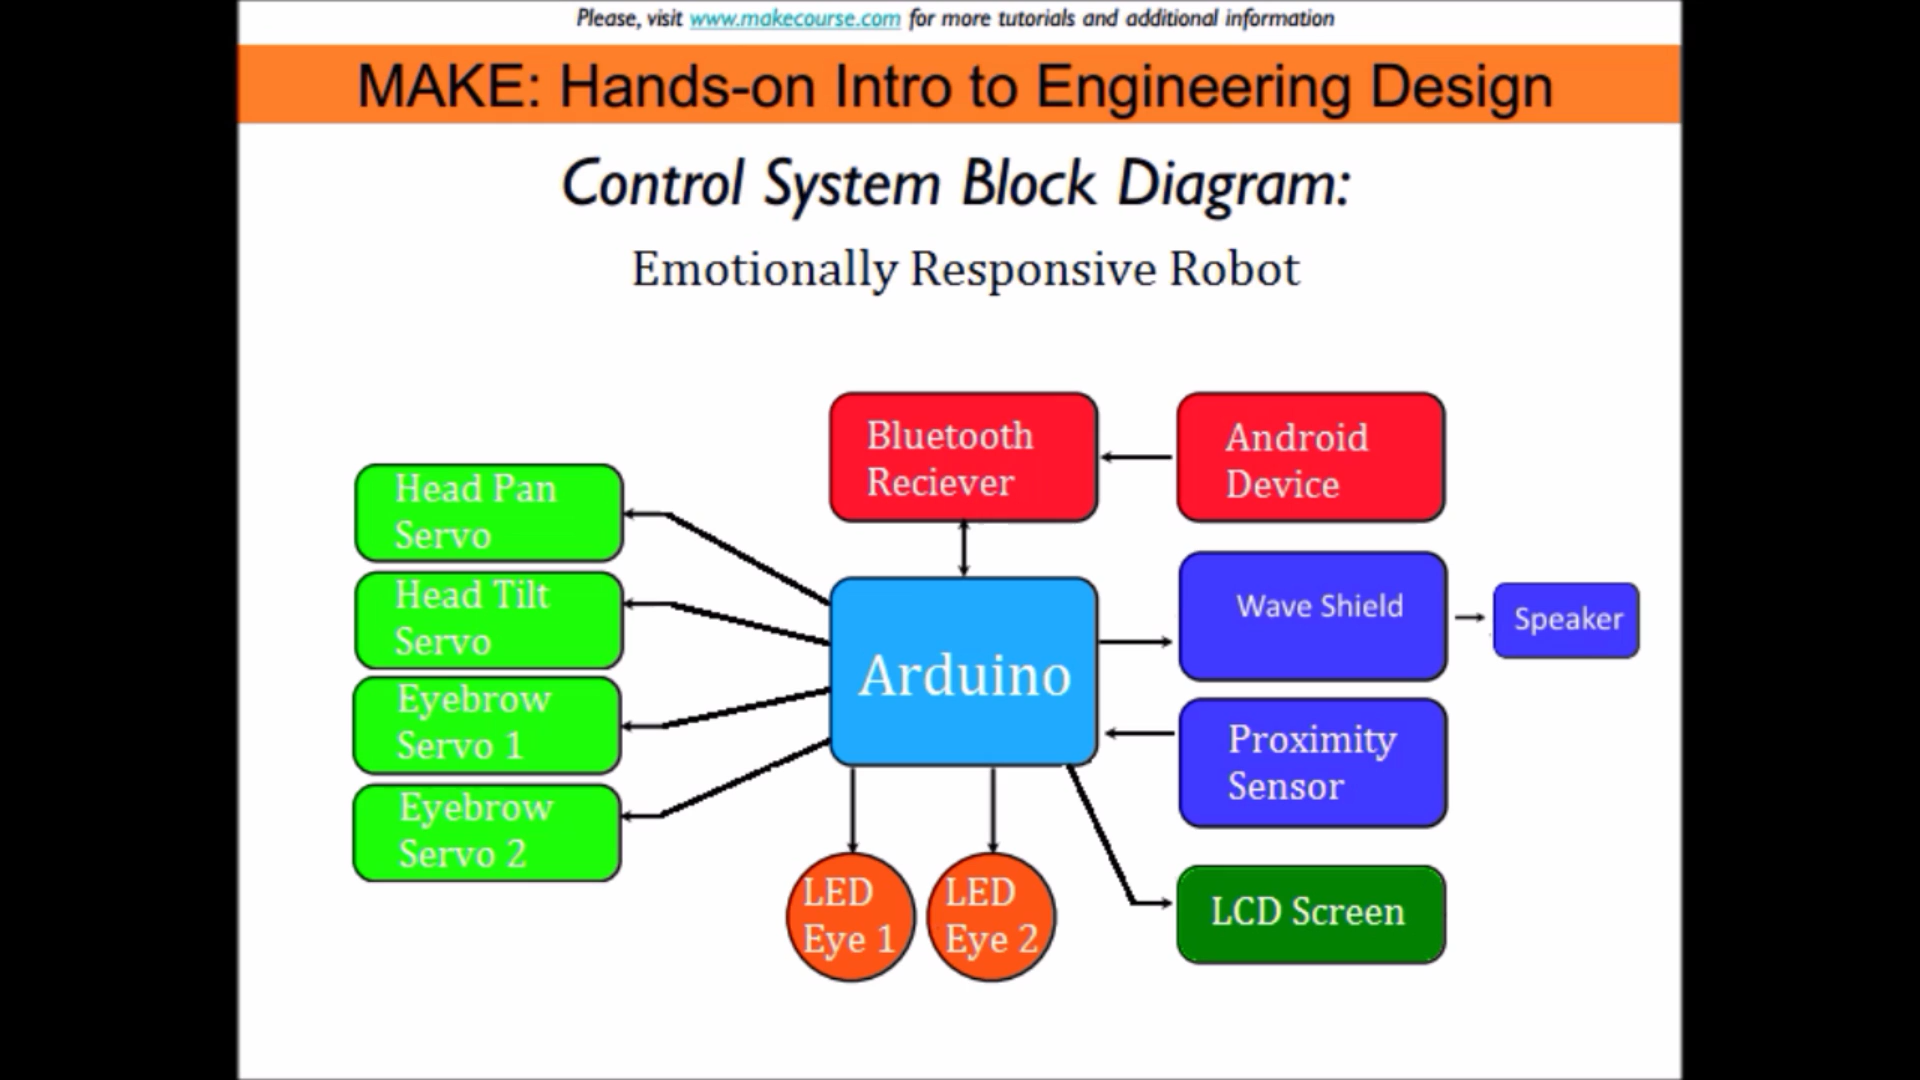 Please, visit www.makecourse.com for more tutorials and additional information
MAKE: Hands-on Intro to Engineering Design
Control System Block Diagram:
Emotionally Responsive Robot
Bluetooth
Reciever
Android
Device
Head Pan
Servo
Head Tilt
Servo
Eyebrow
Servo 1
Eyebrow
Servo 2
Arduino
Wave Shield
Speaker
Proximity
Sensor
LED
Eye 1
LED
Eye 2
LCD Screen